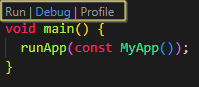 Run | Debug | Profile
void main() {
  runApp(const MyApp());
}